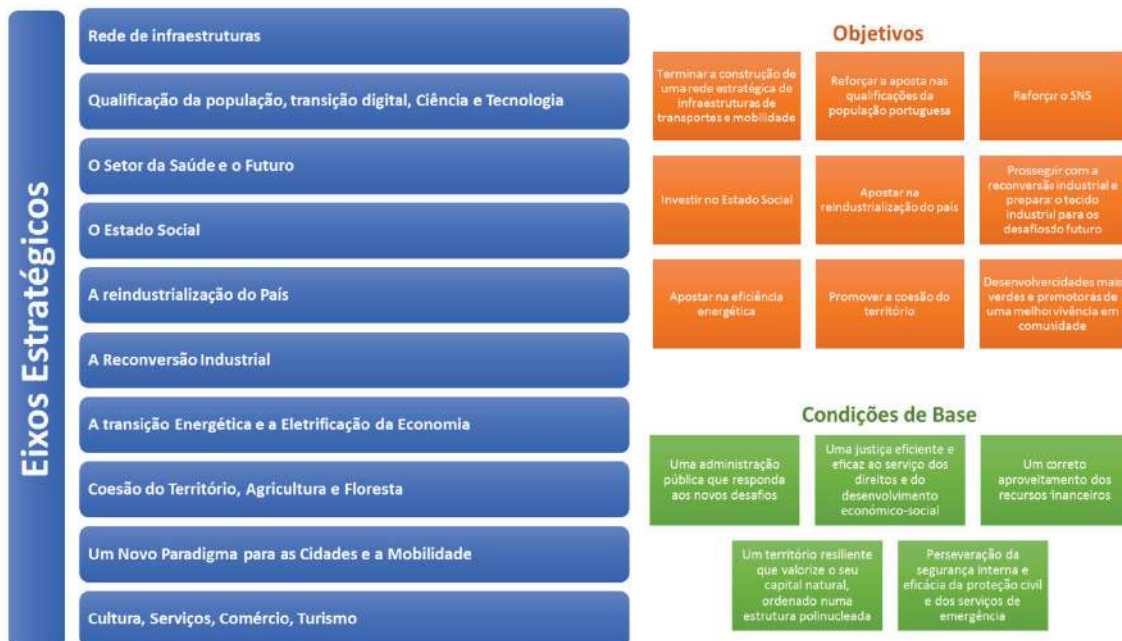 Eixos Estratégicos
Rede de infraestruturas
Qualificação da população, transição digital, Ciência e Tecnologia
O Setor da Saúde e o Futuro
O Estado Social
A reindustrialização do País
A Reconversão Industrial
A transição Energética e a Eletrificação da Economia
Coesão do Território, Agricultura e Floresta
Um Novo Paradigma para as Cidades e a Mobilidade
Cultura, Serviços, Comércio, Turismo
Objetivos
Terminar a construção de
uma rede estratégica de
infraestruturas de
transportes e mobilidade
Reforçar a aposta nas
qualificações da
população portuguesa
Reforçar o SNS
Investir no Estado Social
Apostar na
reindustrialização do país
Prosseguir com a
reconversão industrial e
preparar o tecido
industrial para os
desafios do futuro
Apostar na eficiência
energética
Promover a coesão do
território
Desenvolver cidades mais
verdes e promotoras de
uma melhor vivência em
comunidade
Condições de Base
Uma administração
pública que responda
aos novos desafios
Uma justiça eficiente e
eficaz ao serviço dos
direitos e do
desenvolvimento
económico-social
Um correto
aproveitamento dos
recursos financeiros
Um território resiliente
que valorize o seu
capital natural,
ordenado numa
estrutura polinucleada
Perseveração da
segurança interna e
eficácia da proteção civil
e dos serviços de
emergência